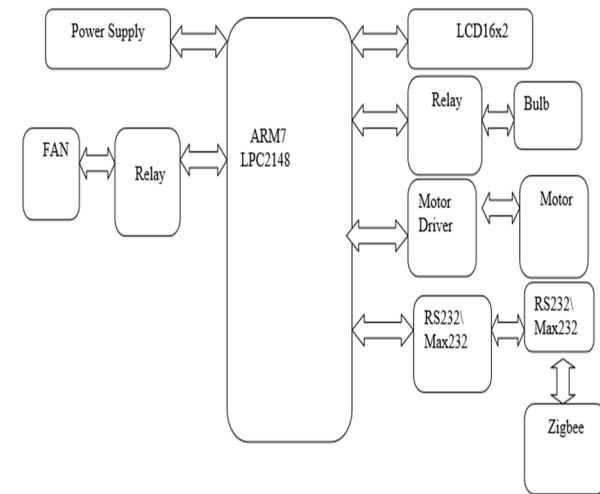 Power Supply
LCD16x2
Relay
Bulb
FAN
Relay
ARM7
LPC2148
Motor
Driver
Motor
RS232\
Max232
RS232\
Max232
Zigbee